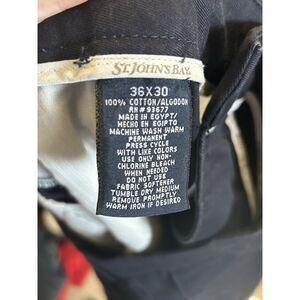 ST. JOHN'S BAY
36X30
100% COTTON/ALGODON
RN#93677
MADE IN EGYPT/
HECHO EN EGIPTO
MACHINE WASH WARM
PERMANENT
PRESS CYCLE
WITH LIKE COLORS
USE ONLY NON-
CHLORINE BLEACH
WHEN NEEDED
DO NOT USE
FABRIC SOFTENER
TUMBLE DRY MEDIUM
REMOVE PROMPTLY
WARM IRON IF DESIRED